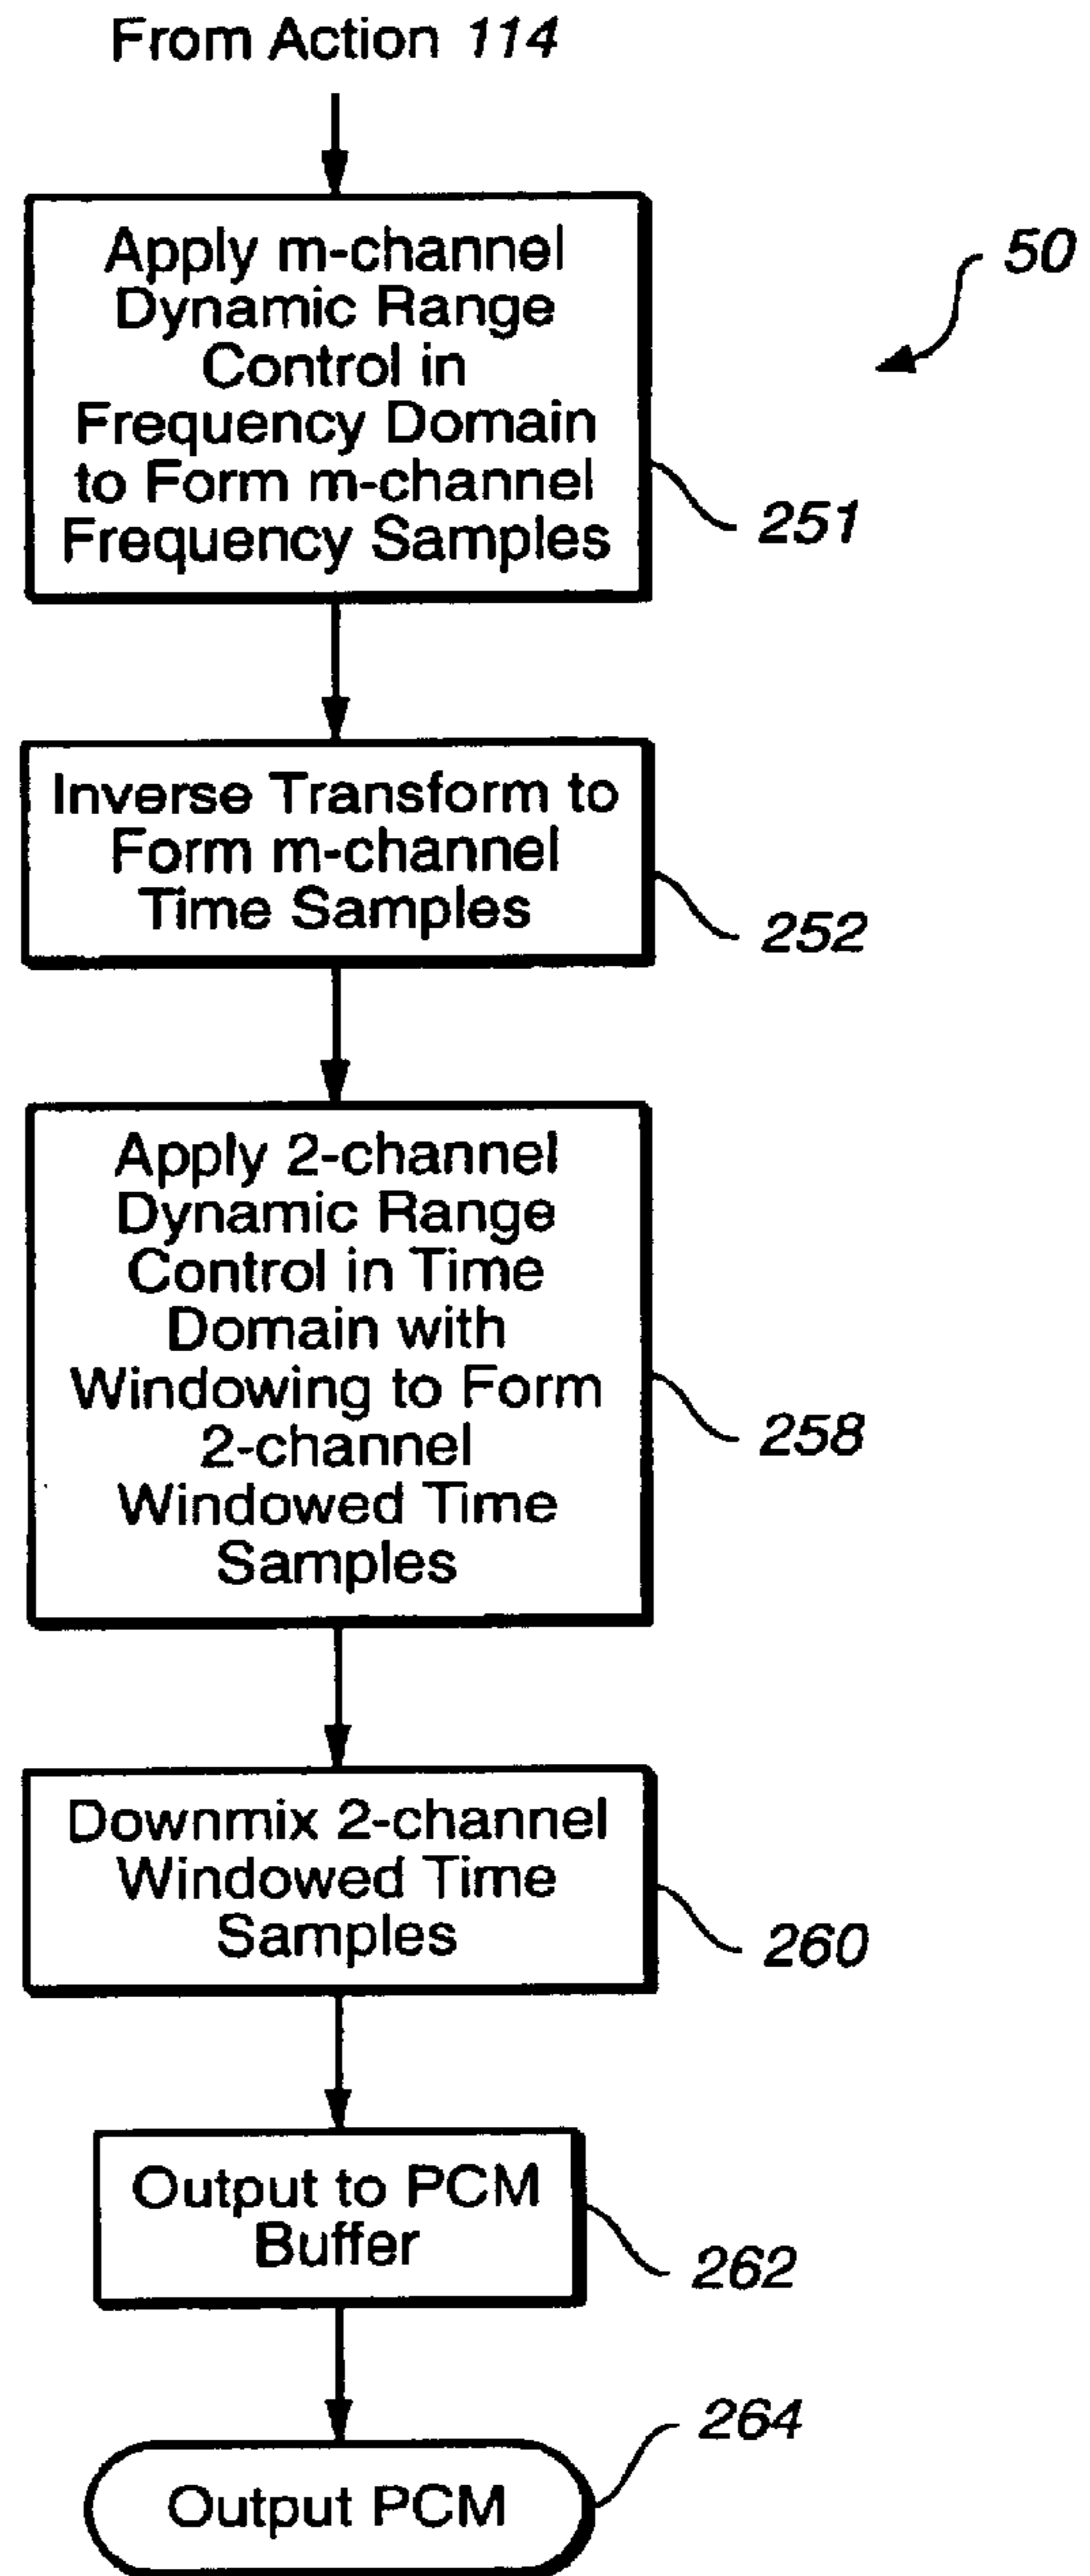 From Action 114
Apply m-channel
Dynamic Range
Control in
Frequency Domain
to Form m-channel
Frequency Samples
50
251
Inverse Transform to
Form m-channel
Time Samples
252
Apply 2-channel
Dynamic Range
Control in Time
Domain with
Windowing to Form
2-channel
Windowed Time
Samples
258
Downmix 2-channel
Windowed Time
Samples
260
Output to PCM
Buffer
262
264
Output PCM